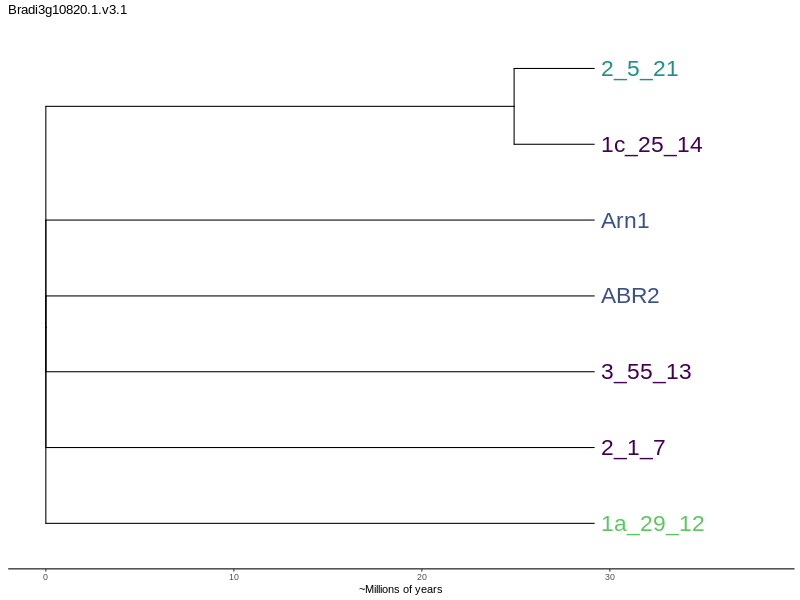 Bradi3g10820.1.v3.1
2_5_21
1c_25_14
Arn1
ABR2
3_55_13
2_1_7
1a_29_12
0 10 20 30
~Millions of years